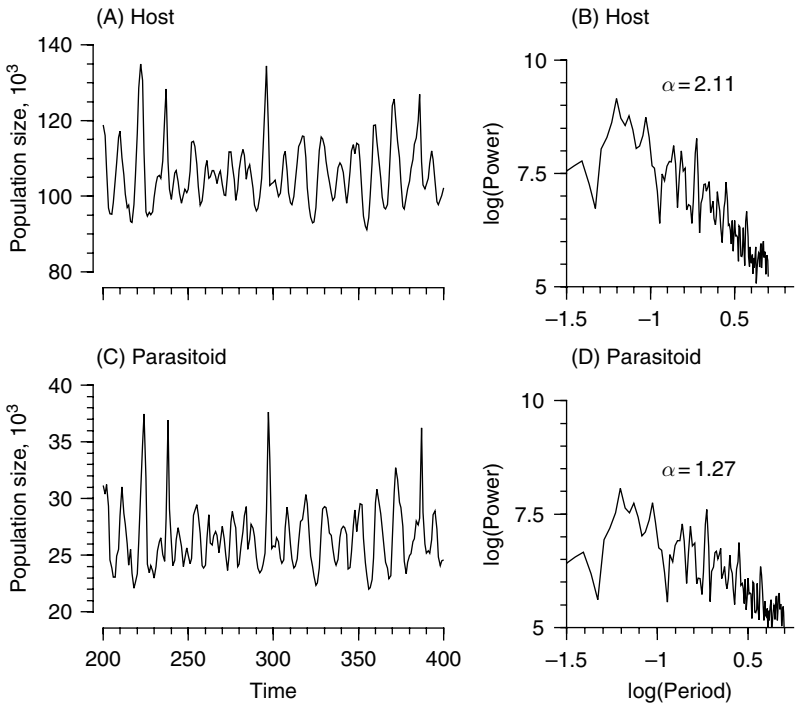 (A) Host
Population size, 10³
140
120
100
80
(B) Host
log(Power)
10
7.5
5
α=2.11
–1.5
–1
0.5
(C) Parasitoid
Population size, 10³
40
35
30
25
20
200
250
300
350
400
Time
(D) Parasitoid
log(Power)
10
7.5
5
α=1.27
–1.5
–1
0.5
log(Period)